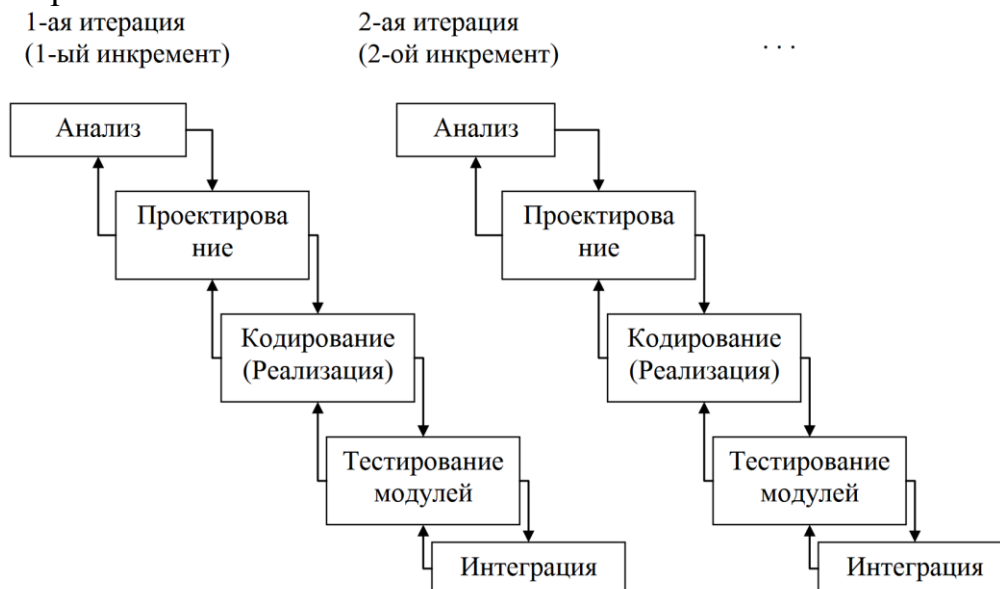 1-ая итерация
(1-ый инкремент)
2-ая итерация
(2-ой инкремент)
. . .
Анализ
Проектирова
ние
Кодирование
(Реализация)
Тестирование
модулей
Интеграция
Анализ
Проектирова
ние
Кодирование
(Реализация)
Тестирование
модулей
Интеграция